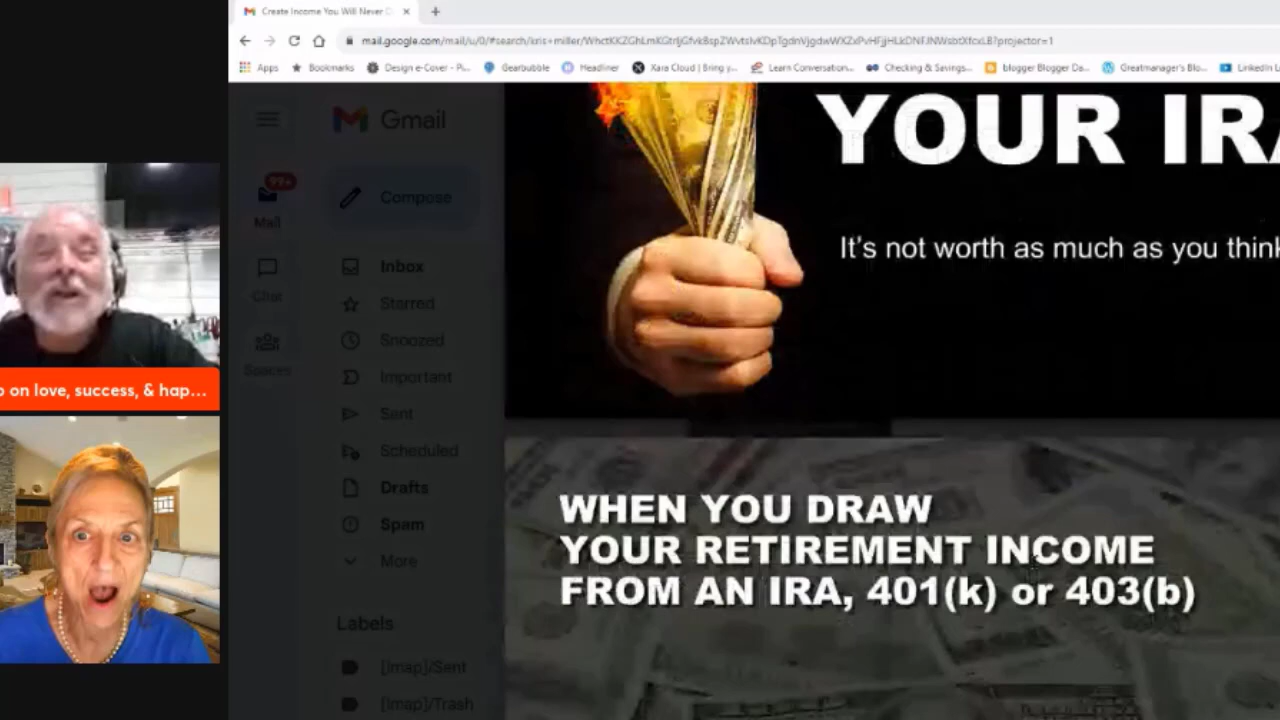 Create Income You Will Never O
mail.google.com/mail/u/0/#search/kris+miller/
Apps
Bookmarks
Design e-Cover - Pi...
Gearbubble
Headliner
Xara Cloud | Bring y...
Learn Conversation...
Checking & Savings...
blogger Blogger Da...
Greatmanager's Blo...
LinkedIn L
Gmail
99+
Mail
Chat
Spaces
Compose
Inbox
Starred
Snoozed
Important
Sent
Scheduled
Drafts
Spam
More
Labels
[Imap]/Sent
[Imap]/Trash
YOUR IRA
It's not worth as much as you think
WHEN YOU DRAW
YOUR RETIREMENT INCOME
FROM AN IRA, 401(k) or 403(b)
on love, success, & hap...